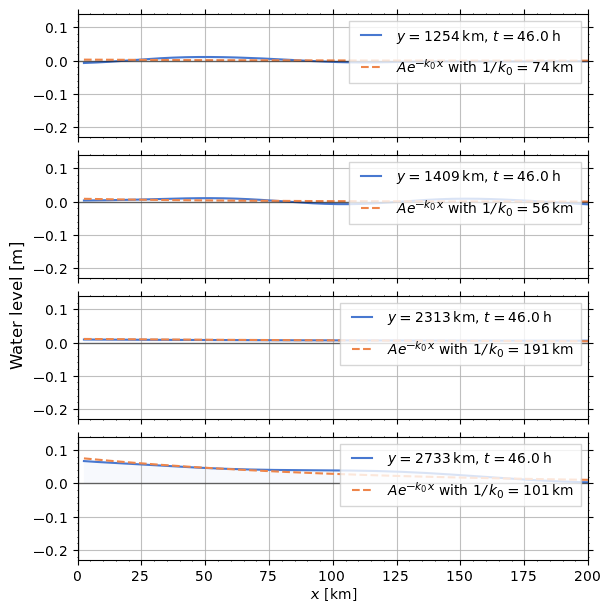 0.1
0.0
−0.1
−0.2
y = 1254 km, t = 46.0 h
Ae^{−k₀x} with 1/k₀ = 74 km
0.1
0.0
−0.1
−0.2
y = 1409 km, t = 46.0 h
Ae^{−k₀x} with 1/k₀ = 56 km
0.1
0.0
−0.1
−0.2
y = 2313 km, t = 46.0 h
Ae^{−k₀x} with 1/k₀ = 191 km
0.1
0.0
−0.1
−0.2
y = 2733 km, t = 46.0 h
Ae^{−k₀x} with 1/k₀ = 101 km
Water level [m]
0 25 50 75 100 125 150 175 200
x [km]